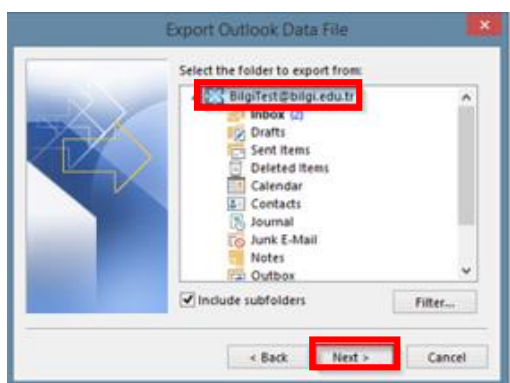 Export Outlook Data File
Select the folder to export from:
BilgiTest@bilgi.edu.tr
Inbox (2)
Drafts
Sent Items
Deleted Items
Calendar
Contacts
Journal
Junk E-Mail
Notes
Outbox
Include subfolders
Filter...
< Back Next > Cancel